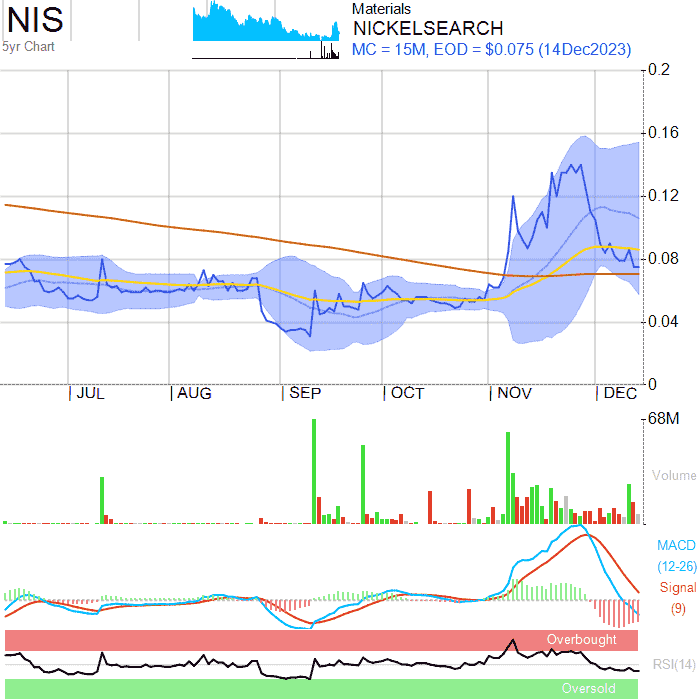 NIS
5yr Chart
Materials
NICKELSEARCH
MC = 15M, EOD = $0.075 (14Dec2023)
0.2
0.16
0.12
0.08
0.04
0
JUL AUG SEP OCT NOV DEC
68M
Volume
MACD
(12-26)
Signal
(9)
Overbought
RSI(14)
Oversold